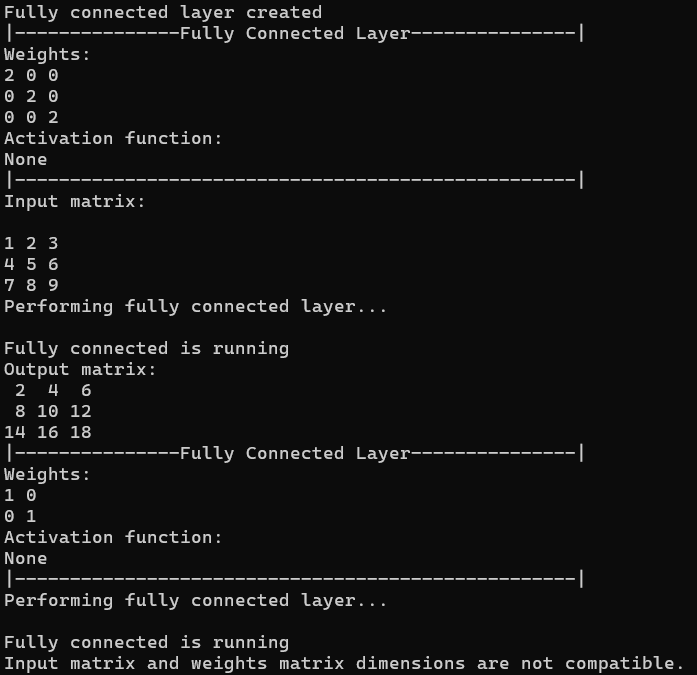 Fully connected layer created
|---------------Fully Connected Layer---------------|
Weights:
2 0 0
0 2 0
0 0 2
Activation function:
None
|---------------------------------------------------|
Input matrix:

1 2 3
4 5 6
7 8 9
Performing fully connected layer...

Fully connected is running
Output matrix:
 2  4  6
 8 10 12
14 16 18
|---------------Fully Connected Layer---------------|
Weights:
1 0
0 1
Activation function:
None
|---------------------------------------------------|
Performing fully connected layer...

Fully connected is running
Input matrix and weights matrix dimensions are not compatible.